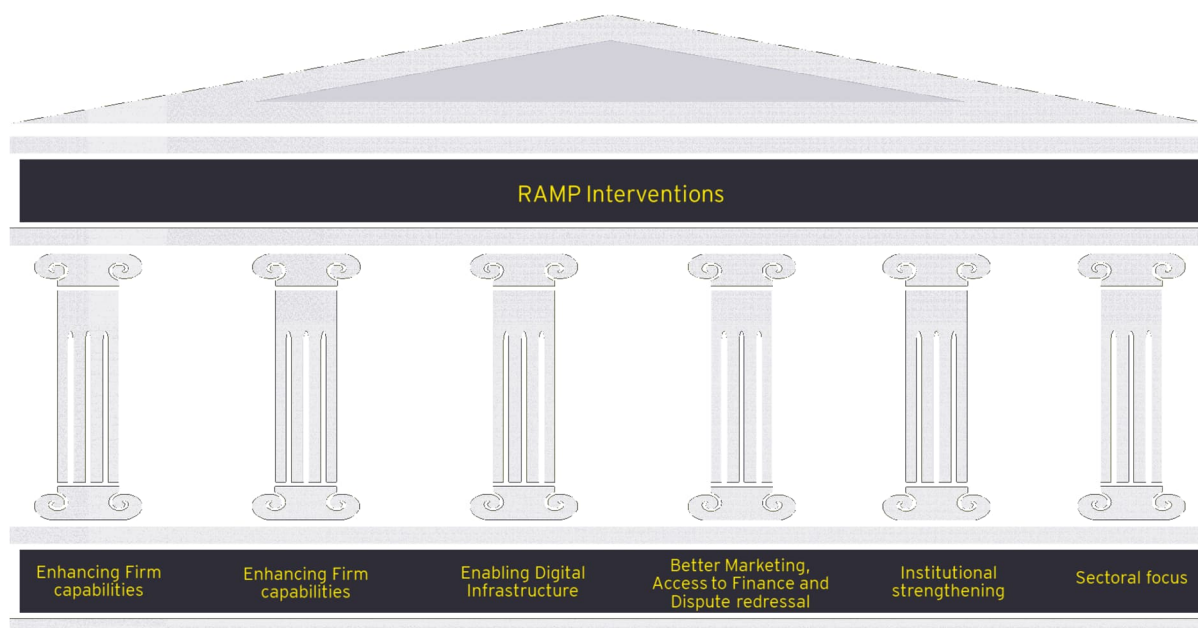 RAMP Interventions
Enhancing Firm
capabilities
Enhancing Firm
capabilities
Enabling Digital
Infrastructure
Better Marketing,
Access to Finance and
Dispute redressal
Institutional
strengthening
Sectoral focus